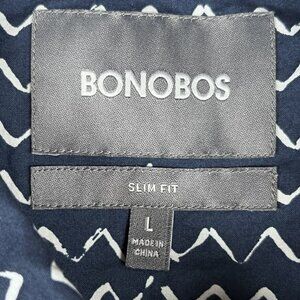 BONOBOS
SLIM FIT
L
MADE IN
CHINA